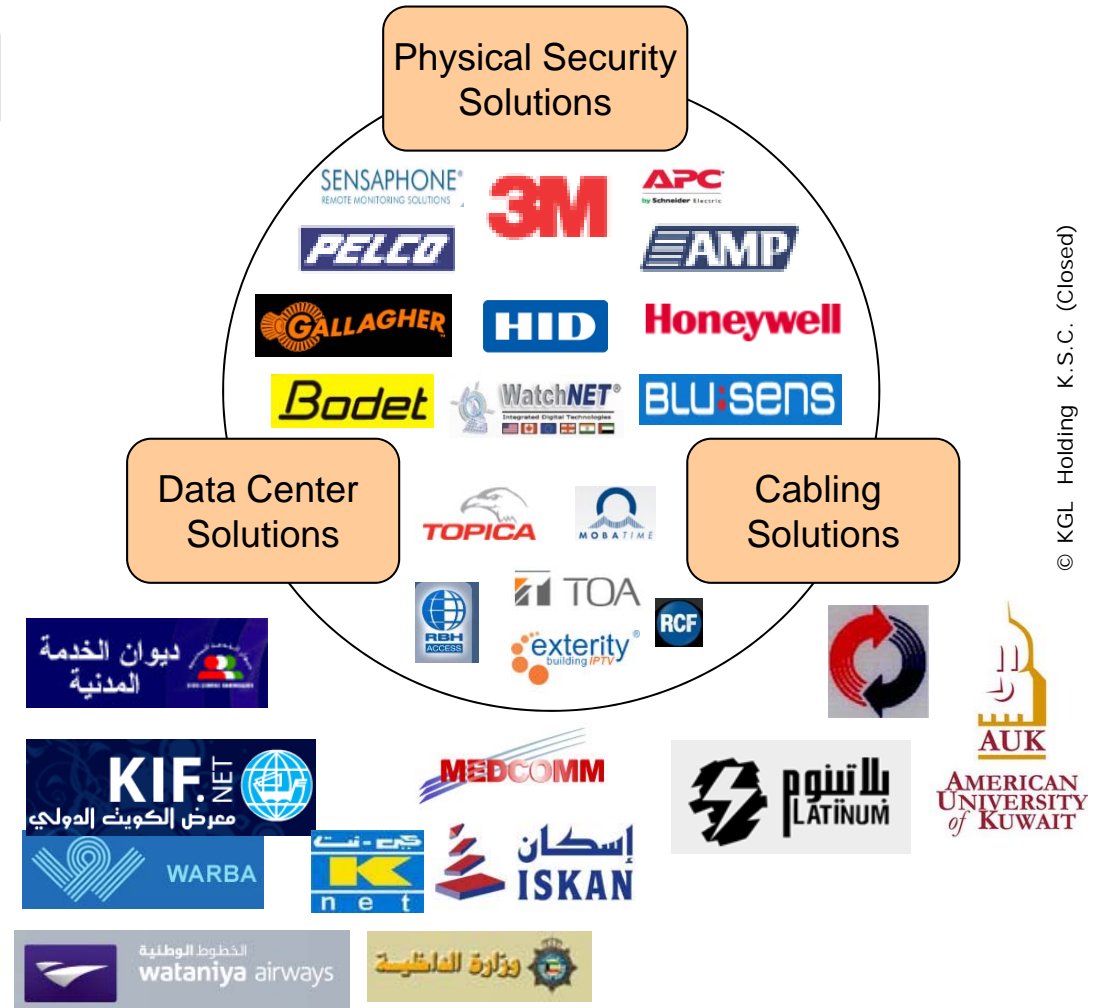 Physical Security
Solutions
SENSAPHONE®
REMOTE MONITORING SOLUTIONS
3M
APC
by Schneider Electric
PELCO
AMP
GALLAGHER
HID
Honeywell
Bodet
WatchNET®
Integrated Digital Technologies
BLU:SENS
Data Center
Solutions
Cabling
Solutions
TOPICA
MOBATIME
RBH
ACCESS
TOA
exterity®
building IPTV
RCF
© KGL Holding K.S.C. (Closed)
ديوان الخدمة
المدنية
AUK
AMERICAN
UNIVERSITY
of KUWAIT
KIF.NET
معرض الكويت الدولي
MEDCOMM
بلاتينوم
PLATINUM
WARBA
كي-نت
K
net
إسكان
ISKAN
الخطوط الوطنية
wataniya airways
وزارة الداخلية